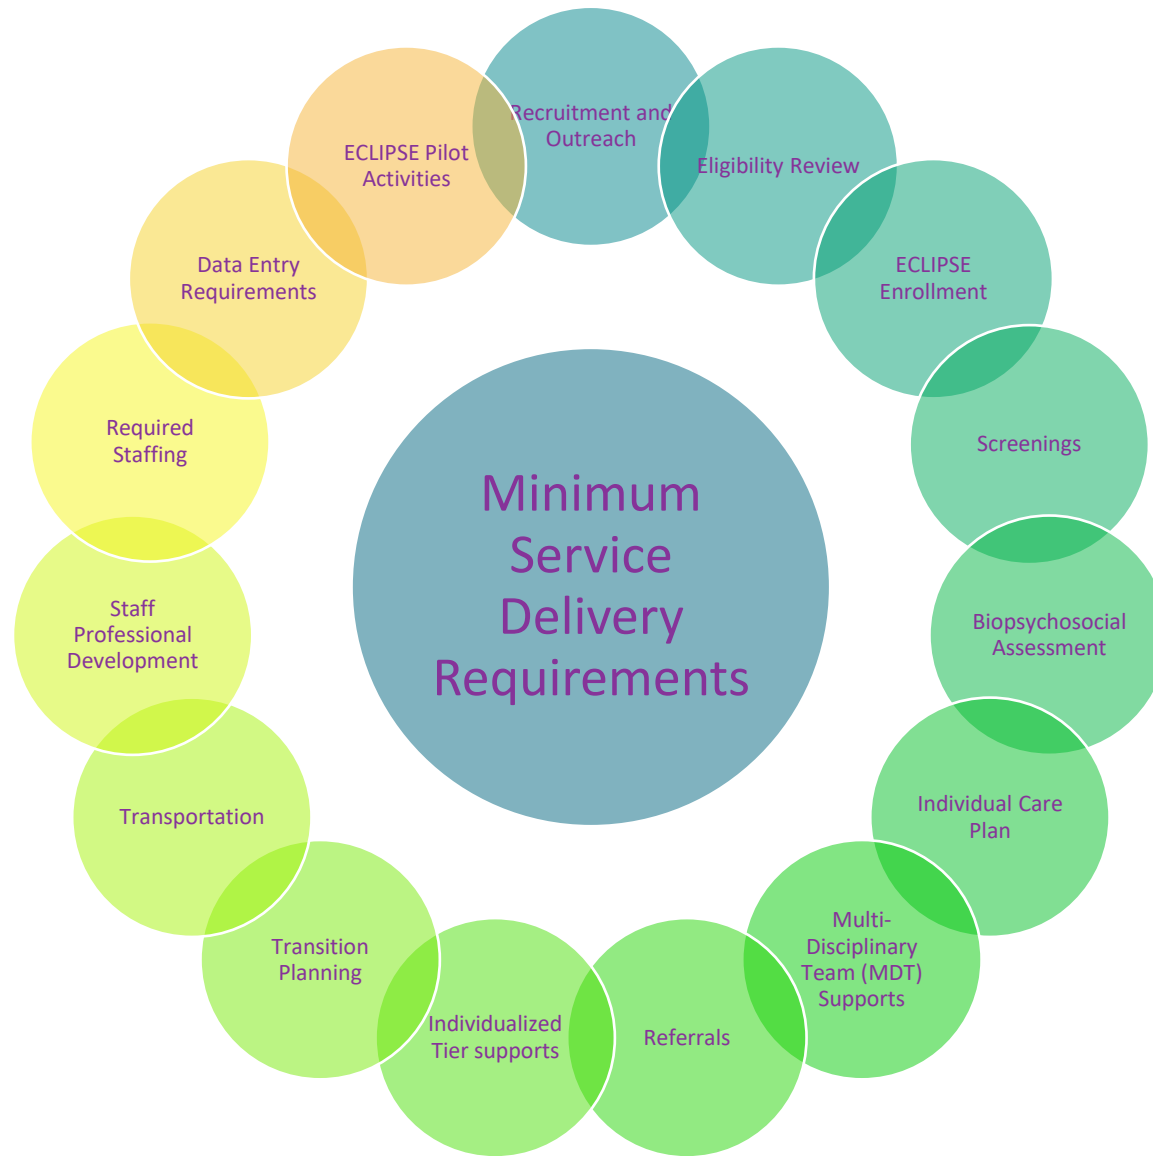 Recruitment and
Outreach
Eligibility Review
ECLIPSE
Enrollment
Screenings
Biopsychosocial
Assessment
Individual Care
Plan
Multi-
Disciplinary
Team (MDT)
Supports
Referrals
Individualized
Tier supports
Transition
Planning
Transportation
Staff
Professional
Development
Required
Staffing
Data Entry
Requirements
ECLIPSE Pilot
Activities
Minimum
Service
Delivery
Requirements